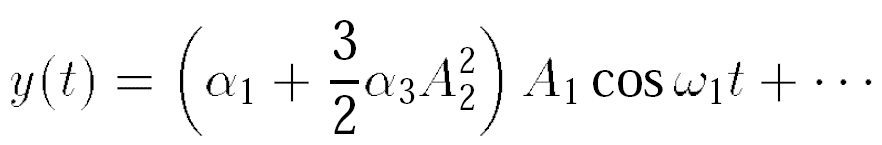 y(t) = (α₁ + 3/2 α₃A₂²) A₁ cos ω₁t + ···